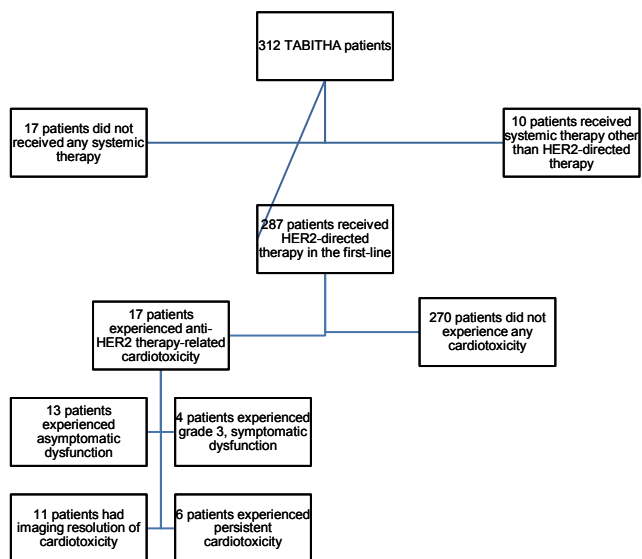 312 TABITHA patients
17 patients did not
received any systemic
therapy
10 patients received
systemic therapy other
than HER2-directed
therapy
287 patients received
HER2-directed
therapy in the first-line
17 patients
experienced anti-
HER2 therapy-related
cardiotoxicity
270 patients did not
experience any
cardiotoxicity
13 patients
experienced
asymptomatic
dysfunction
4 patients experienced
grade 3, symptomatic
dysfunction
11 patients had
imaging resolution of
cardiotoxicity
6 patients experienced
persistent
cardiotoxicity